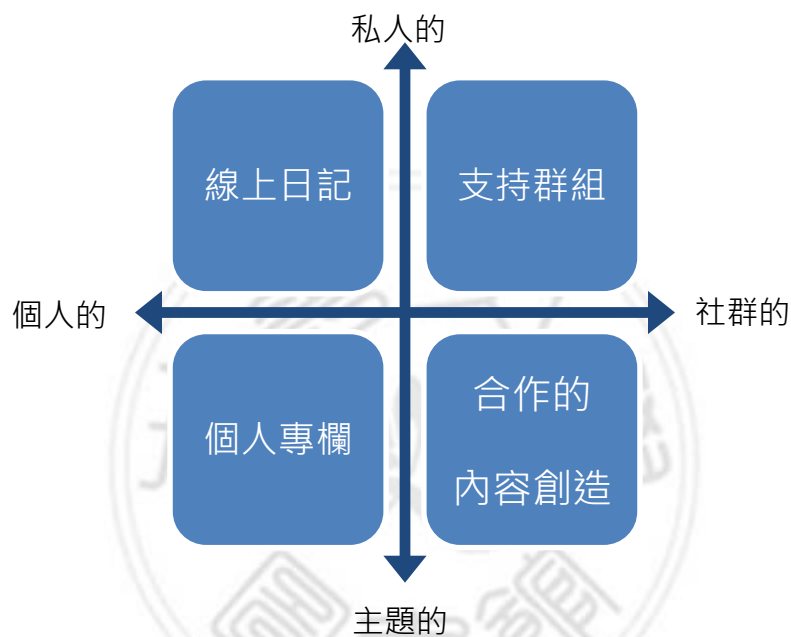 私人的
線上日記
支持群組
個人的
社群的
個人專欄
合作的
內容創造
主題的